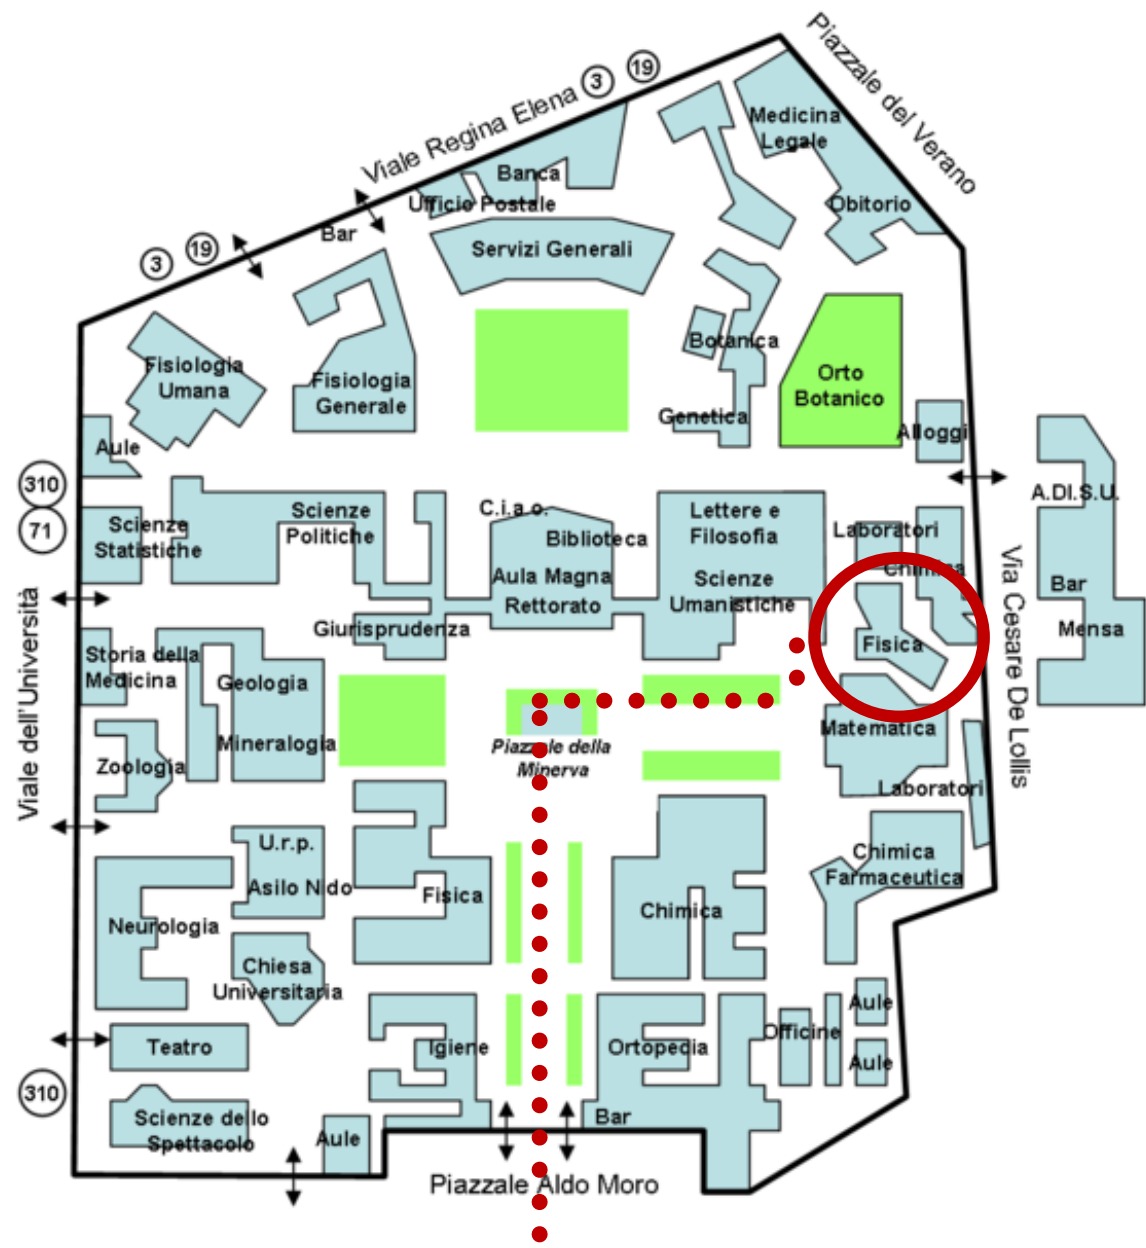 Piazzale del Verano
Viale Regina Elena
3
19
Medicina
Legale
Banca
Ufficio Postale
Obitorio
Bar
3
19
Servizi Generali
Botanica
Fisiologia
Umana
Fisiologia
Generale
Orto
Botanico
Genetica
Alloggi
Aule
310
71
A.DI.S.U.
C.i.a.o.
Biblioteca
Scienze
Politiche
Lettere e
Filosofia
Laboratori
Scienze
Statistiche
Chimica
Aula Magna
Rettorato
Scienze
Umanistiche
Bar
Mensa
Via Cesare De Lollis
Viale dell'Università
Giurisprudenza
Fisica
Storia della
Medicina
Geologia
Mineralogia
Piazzale della
Minerva
Matematica
Zoologia
Laboratori
U.r.p.
Asilo Nido
Fisica
Chimica
Chimica
Farmaceutica
Neurologia
Chiesa
Universitaria
Aule
Officine
Teatro
Igiene
Ortopedia
Aule
310
Scienze dello
Spettacolo
Aule
Bar
Piazzale Aldo Moro